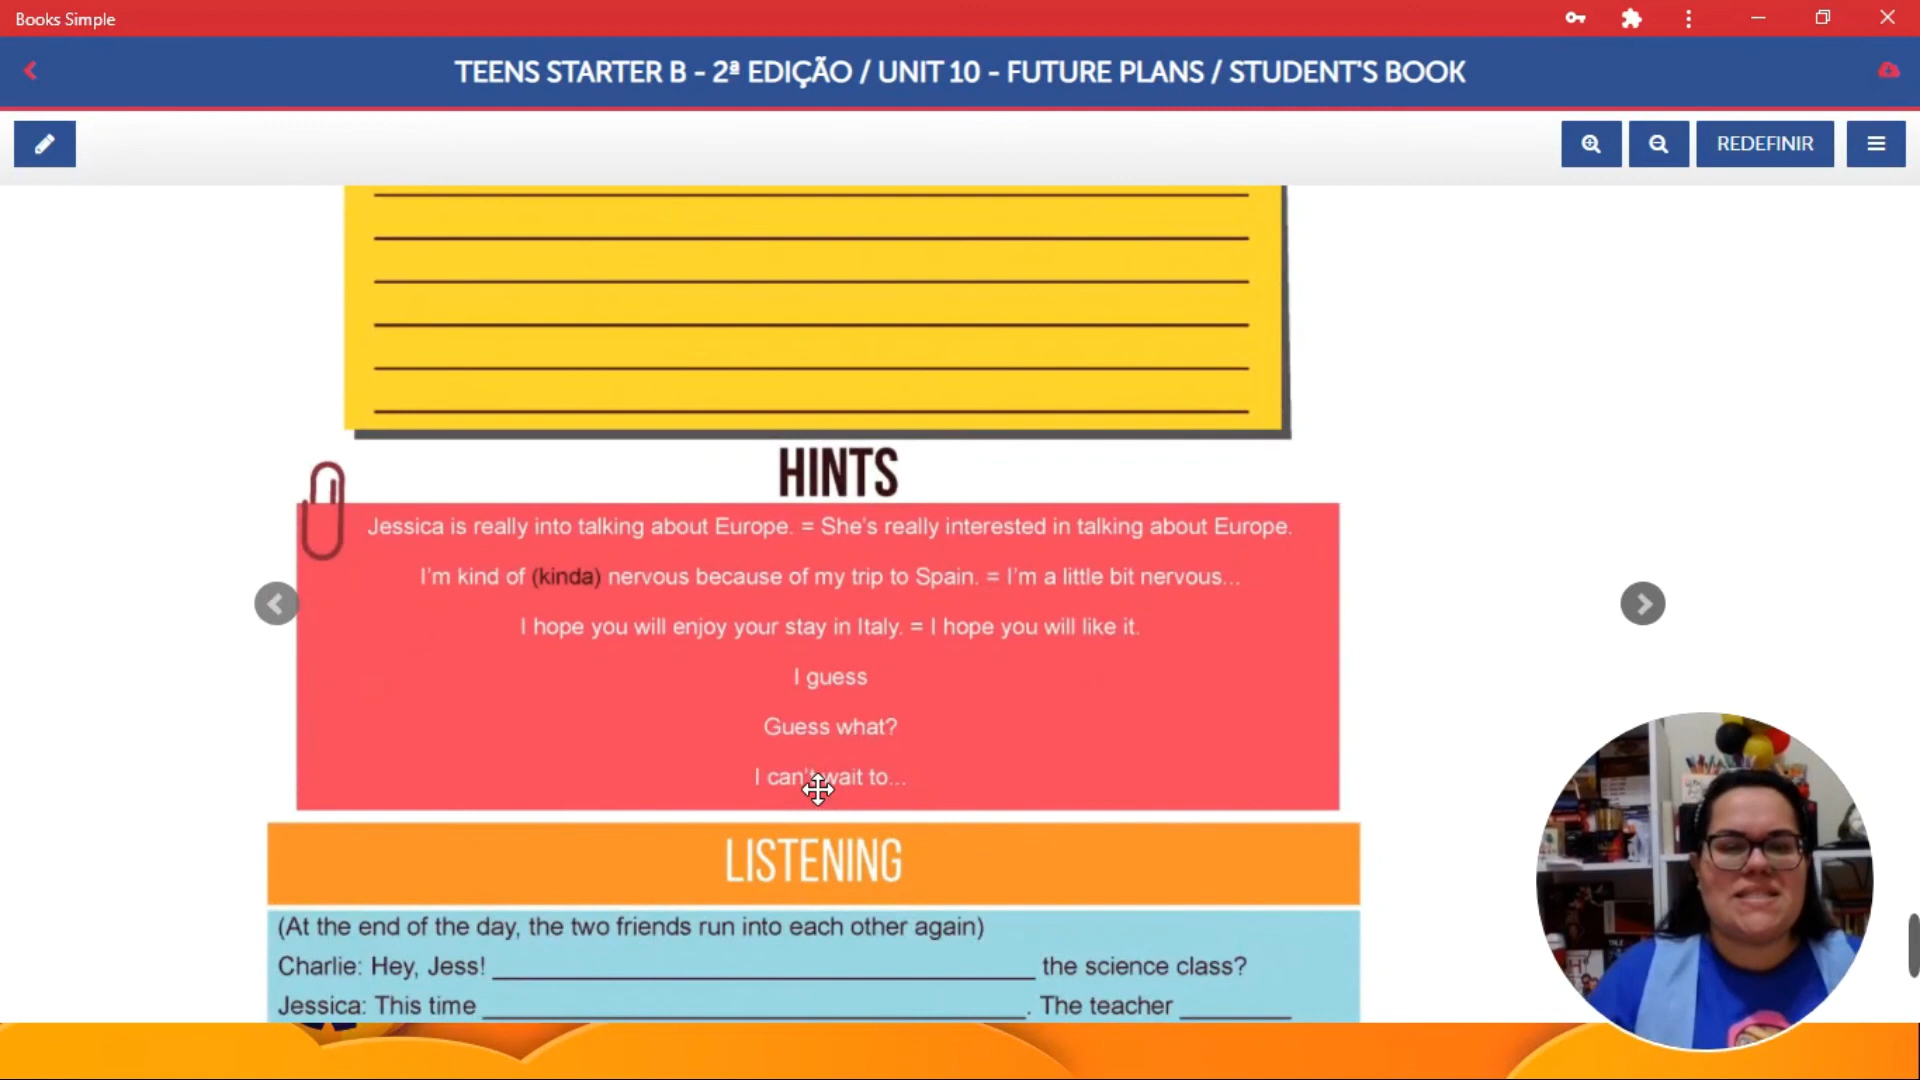 Books Simple
TEENS STARTER B - 2ª EDIÇÃO / UNIT 10 - FUTURE PLANS / STUDENT'S BOOK
REDEFINIR
HINTS
Jessica is really into talking about Europe. = She's really interested in talking about Europe.
I'm kind of (kinda) nervous because of my trip to Spain. = I'm a little bit nervous...
I hope you will enjoy your stay in Italy. = I hope you will like it.
I guess
Guess what?
I can't wait to...
LISTENING
(At the end of the day, the two friends run into each other again)
Charlie: Hey, Jess! ______ the science class?
Jessica: This time ______. The teacher ______